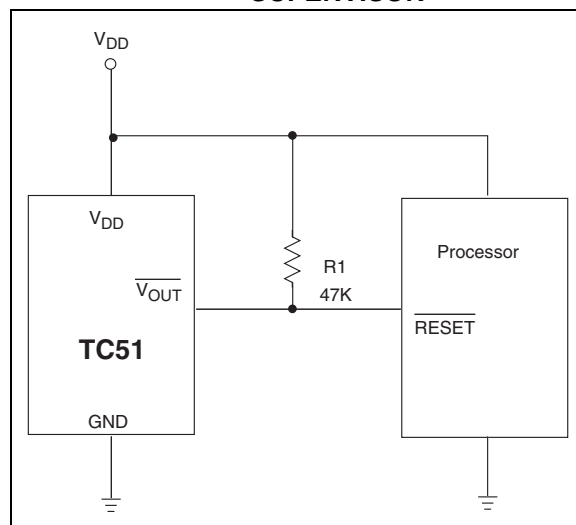 SUPERVISOR
VDD
VDD
VOUT
TC51
GND
R1
47K
Processor
RESET